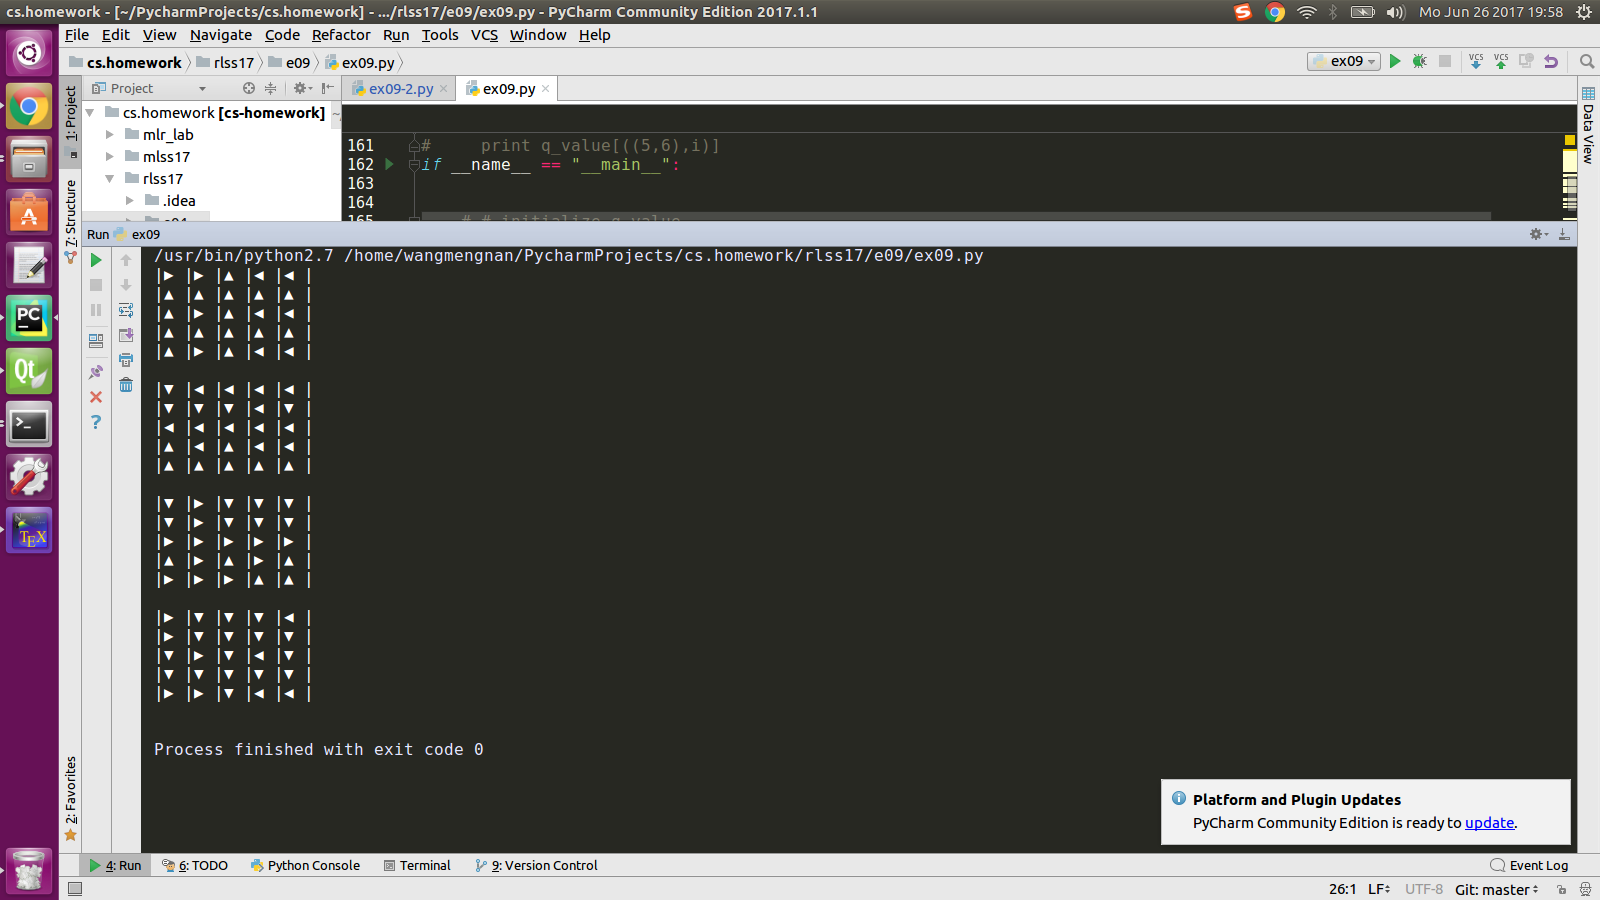 cs.homework - [~/PycharmProjects/cs.homework] - .../rlss17/e09/ex09.py - PyCharm Community Edition 2017.1.1
Mo Jun 26 2017 19:58
File Edit View Navigate Code Refactor Run Tools VCS Window Help
cs.homework rlss17 e09 ex09.py
ex09
VCS VCS
Project
ex09-2.py ex09.py
1: Project
7: Structure
2: Favorites
Data View
cs.homework [cs-homework] ~
mlr_lab
mlss17
rlss17
.idea
161 #     print q_value[((5,6),i)]
162 if __name__ == "__main__":
163
164
165 # # initialize q value
Run ex09
/usr/bin/python2.7 /home/wangmengnan/PycharmProjects/cs.homework/rlss17/e09/ex09.py
|► |► |▲ |◄ |◄ |
|▲ |▲ |▲ |▲ |▲ |
|▲ |► |▲ |◄ |◄ |
|▲ |▲ |▲ |▲ |▲ |
|▲ |► |▲ |◄ |◄ |
|▼ |◄ |◄ |◄ |◄ |
|▼ |▼ |▼ |◄ |▼ |
|◄ |◄ |◄ |◄ |◄ |
|▲ |◄ |▲ |◄ |◄ |
|▲ |▲ |▲ |▲ |▲ |
|▼ |► |▼ |▼ |▼ |
|▼ |► |▼ |▼ |▼ |
|► |► |► |► |► |
|▲ |► |▲ |► |▲ |
|► |► |► |▲ |▲ |
|► |▼ |▼ |▼ |◄ |
|► |▼ |▼ |▼ |▼ |
|▼ |► |▼ |◄ |▼ |
|▼ |▼ |▼ |▼ |▼ |
|► |► |▼ |◄ |◄ |
Process finished with exit code 0
Platform and Plugin Updates
PyCharm Community Edition is ready to update.
4: Run 6: TODO Python Console Terminal 9: Version Control Event Log
26:1 LF UTF-8 Git: master
PC
Qt
TEX